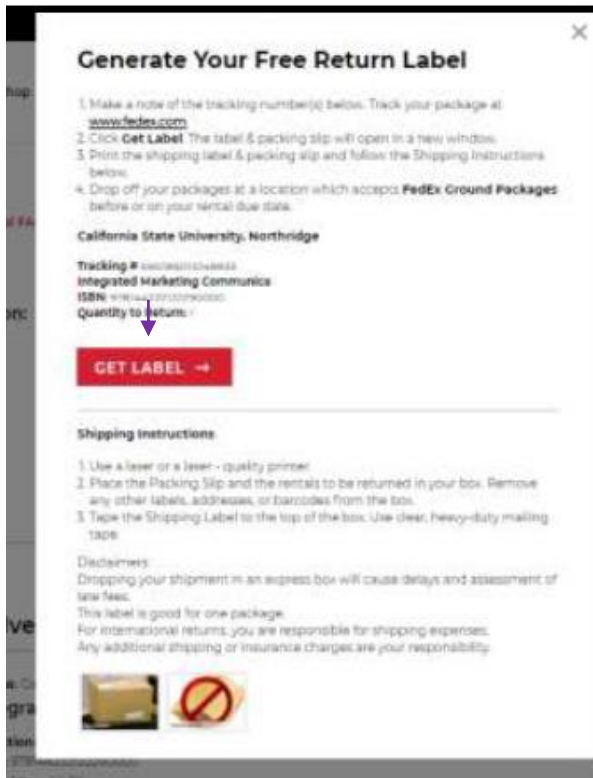 Generate Your Free Return Label
1. Make a note of the tracking number(s) below. Track your package at
www.fedex.com
2. Click Get Label. The label & packing slip will open in a new window.
3. Print the shipping label & packing slip and follow the Shipping Instructions
below.
4. Drop off your packages at a location which accepts FedEx Ground Packages
before or on your rental due date.
California State University, Northridge
Tracking #
Integrated Marketing Communica
ISBN:
Quantity to Return:
GET LABEL →
Shipping Instructions
1. Use a laser or a laser - quality printer.
2. Place the Packing Slip and the rentals to be returned in your box. Remove
any other labels, addresses, or barcodes from the box.
3. Tape the Shipping Label to the top of the box. Use clear, heavy-duty mailing
tape.
Disclaimers:
Dropping your shipment in an express box will cause delays and assessment of
late fees.
This label is good for one package.
For international returns, you are responsible for shipping expenses.
Any additional shipping or insurance charges are your responsibility.